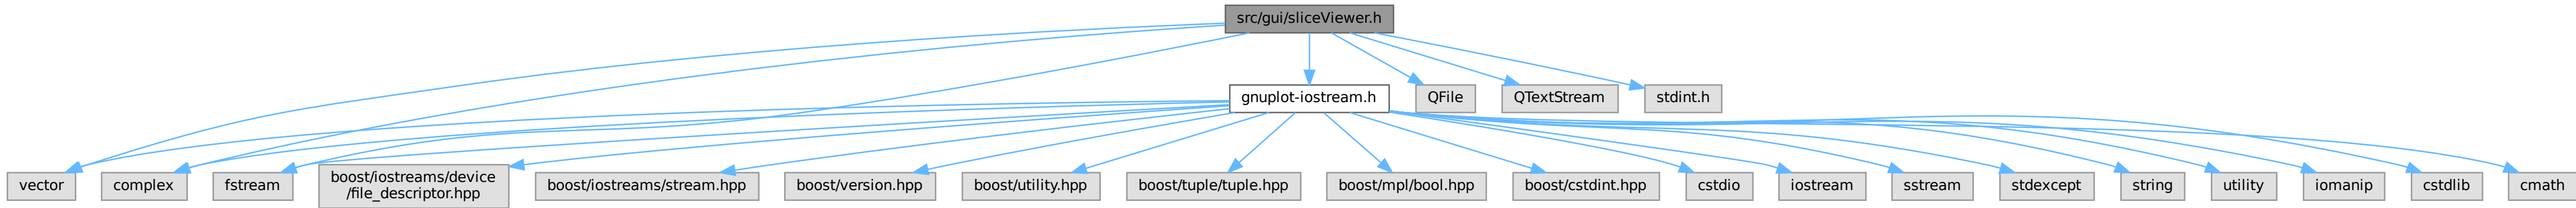 src/gui/sliceViewer.h
gnuplot-iostream.h
QFile
QTextStream
stdint.h
vector
complex
fstream
boost/iostreams/device
/file_descriptor.hpp
boost/iostreams/stream.hpp
boost/version.hpp
boost/utility.hpp
boost/tuple/tuple.hpp
boost/mpl/bool.hpp
boost/cstdint.hpp
cstdio
iostream
sstream
stdexcept
string
utility
iomanip
cstdlib
cmath